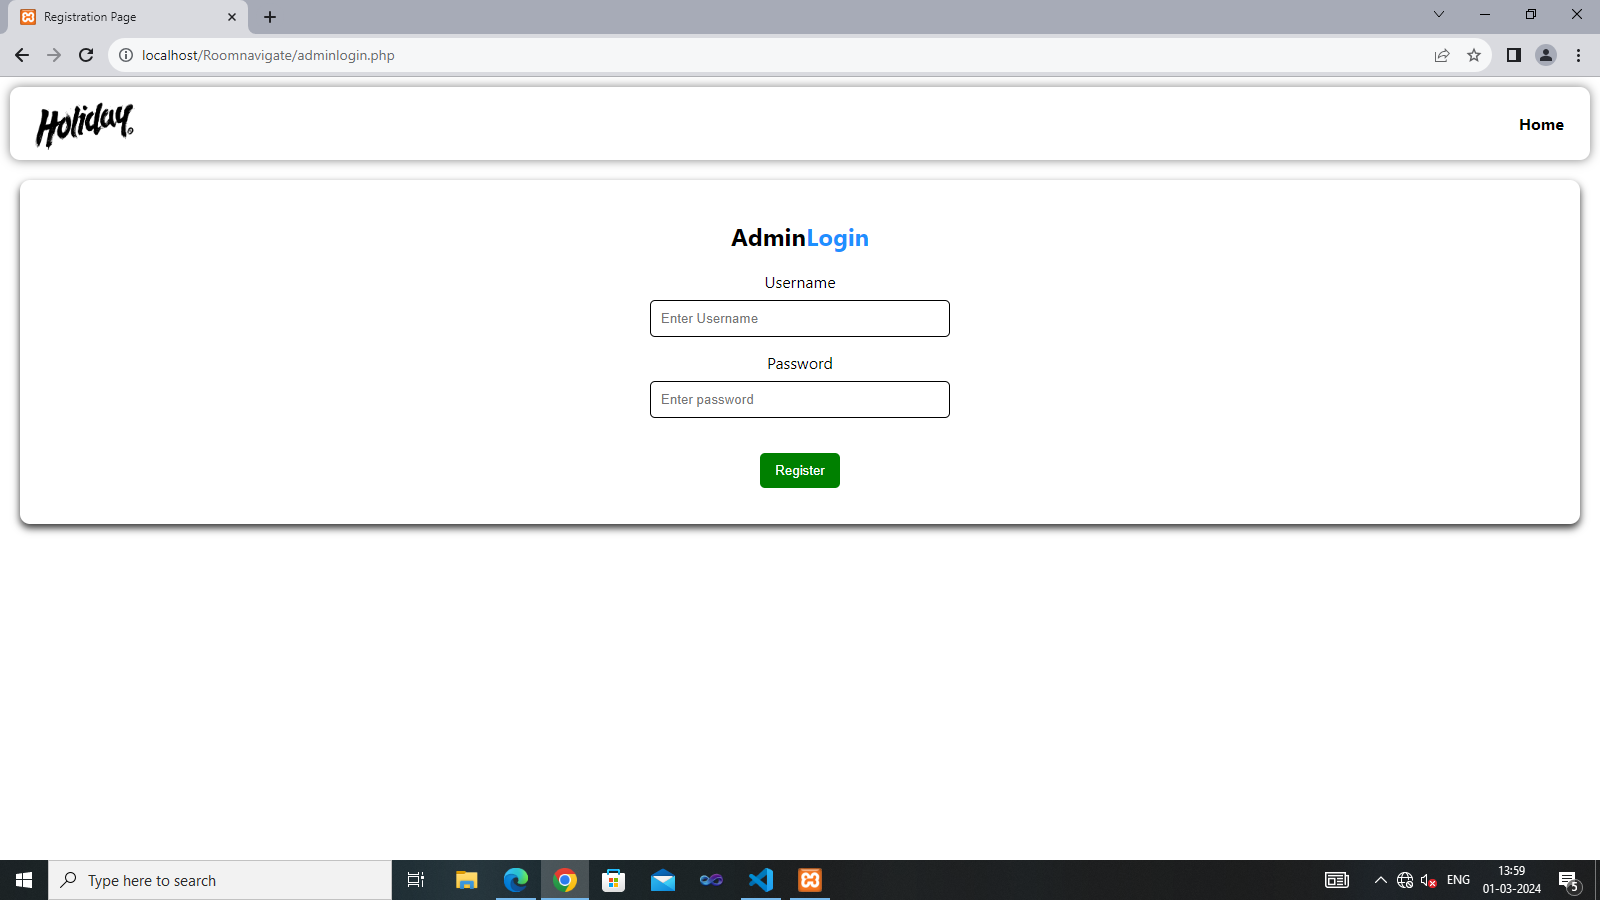 Registration Page
localhost/Roomnavigate/adminlogin.php
Holiday
Home
AdminLogin
Username
Enter Username
Password
Enter password
Register
Type here to search
ENG
13:59
01-03-2024
5